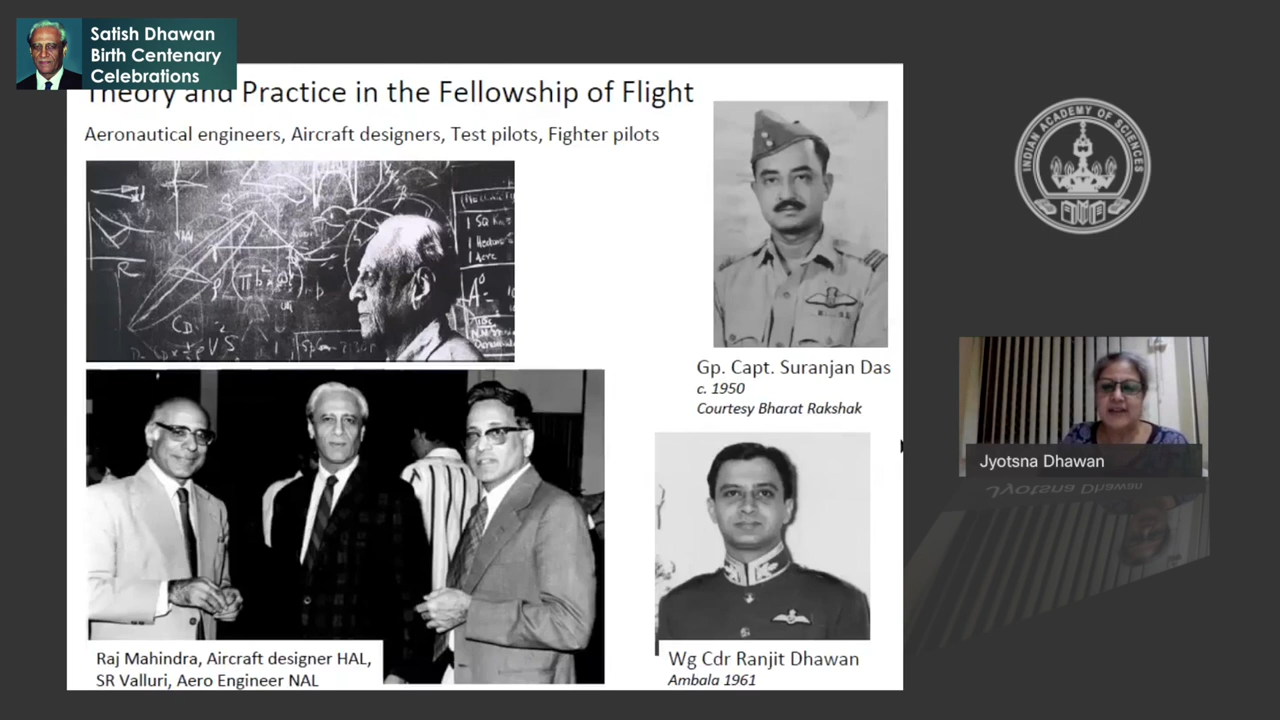 Satish Dhawan
Birth Centenary
Celebrations
Theory and Practice in the Fellowship of Flight
Aeronautical engineers, Aircraft designers, Test pilots, Fighter pilots
Gp. Capt. Suranjan Das
c. 1950
Courtesy Bharat Rakshak
Raj Mahindra, Aircraft designer HAL,
SR Valluri, Aero Engineer NAL
Wg Cdr Ranjit Dhawan
Ambala 1961
INDIAN ACADEMY OF SCIENCES
Jyotsna Dhawan